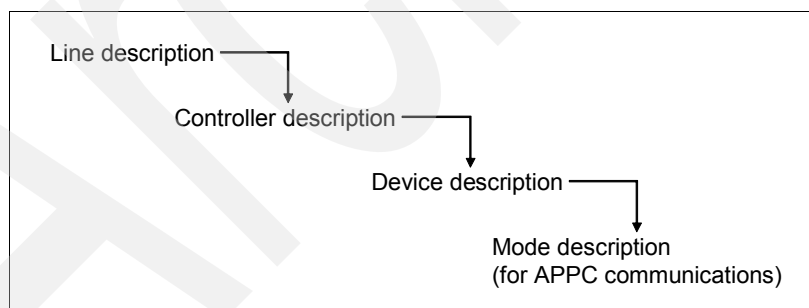 Line description
Controller description
Device description
Mode description
(for APPC communications)